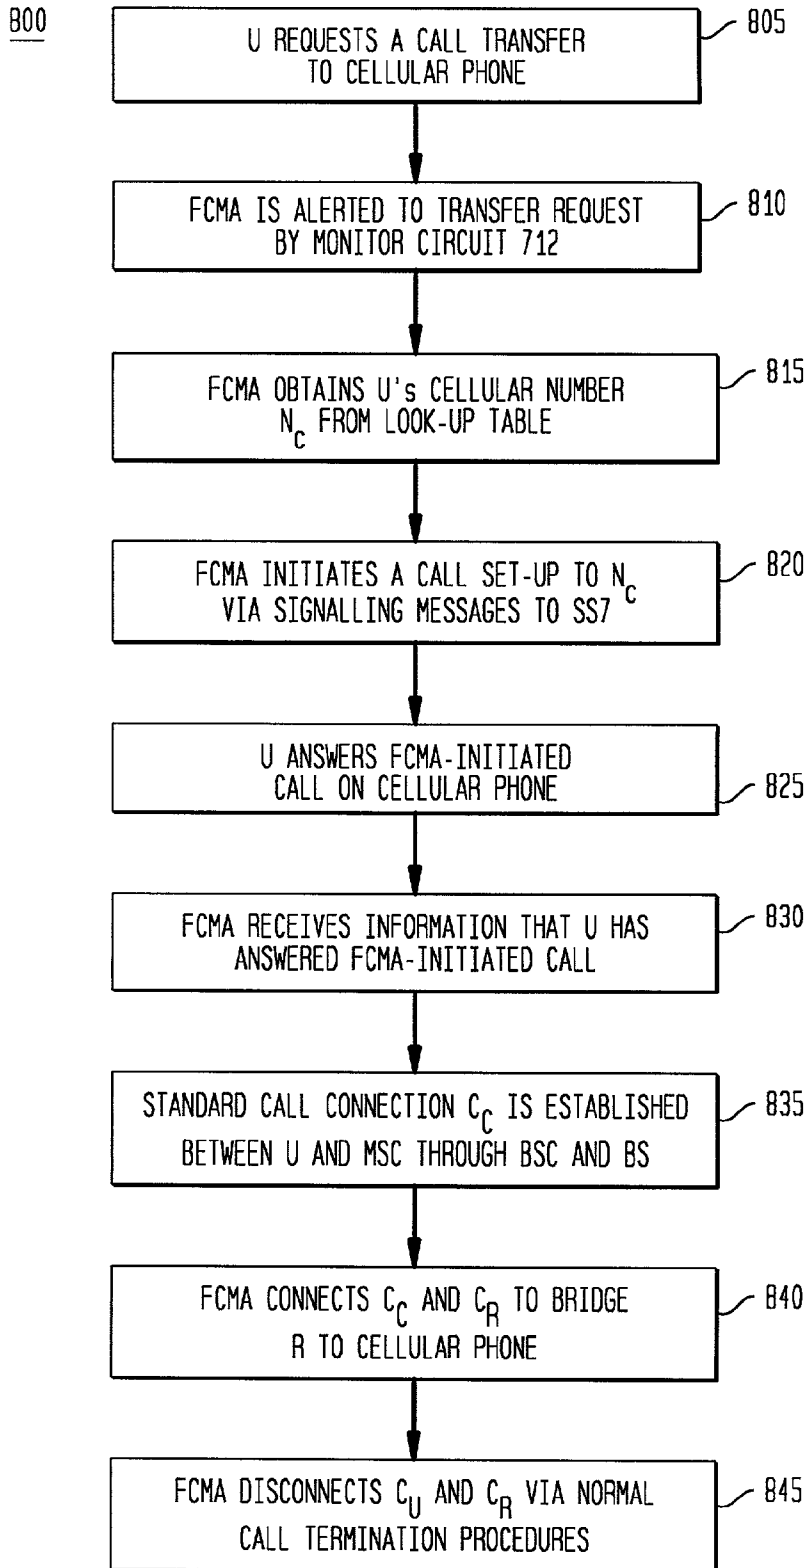 800
U REQUESTS A CALL TRANSFER
TO CELLULAR PHONE
805
FCMA IS ALERTED TO TRANSFER REQUEST
BY MONITOR CIRCUIT 712
810
FCMA OBTAINS U's CELLULAR NUMBER
N_C FROM LOOK-UP TABLE
815
FCMA INITIATES A CALL SET-UP TO N_C
VIA SIGNALLING MESSAGES TO SS7
820
U ANSWERS FCMA-INITIATED
CALL ON CELLULAR PHONE
825
FCMA RECEIVES INFORMATION THAT U HAS
ANSWERED FCMA-INITIATED CALL
830
STANDARD CALL CONNECTION C_C IS ESTABLISHED
BETWEEN U AND MSC THROUGH BSC AND BS
835
FCMA CONNECTS C_C AND C_R TO BRIDGE
R TO CELLULAR PHONE
840
FCMA DISCONNECTS C_U AND C_R VIA NORMAL
CALL TERMINATION PROCEDURES
845